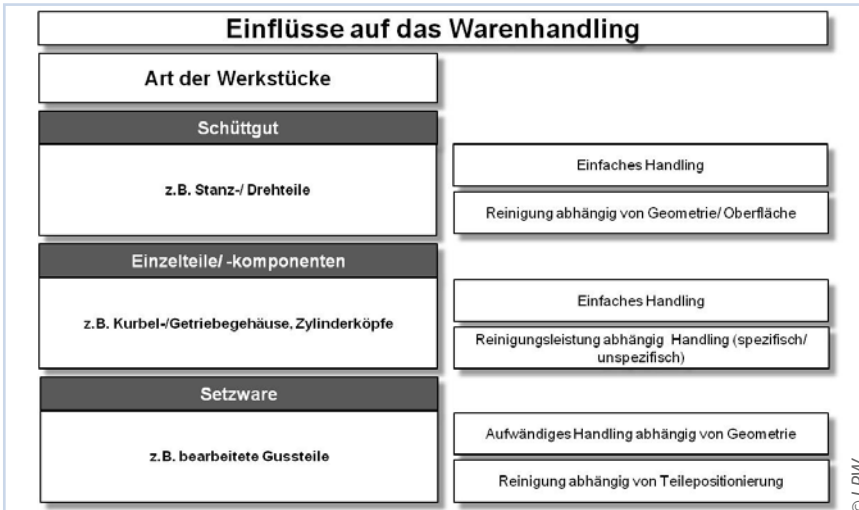 Einflüsse auf das Warenhandling
Art der Werkstücke
Schüttgut
z.B. Stanz-/ Drehteile
Einfaches Handling
Reinigung abhängig von Geometrie/ Oberfläche
Einzelteile/ -komponenten
z.B. Kurbel-/Getriebegehäuse, Zylinderköpfe
Einfaches Handling
Reinigungsleistung abhängig Handling (spezifisch/
unspezifisch)
Setzware
z.B. bearbeitete Gussteile
Aufwändiges Handling abhängig von Geometrie
Reinigung abhängig von Teilepositionierung
© LPW